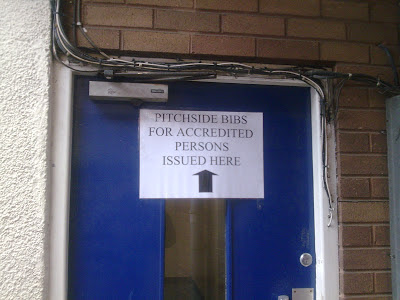 PITCHSIDE BIBS
FOR ACCREDITED
PERSONS
ISSUED HERE